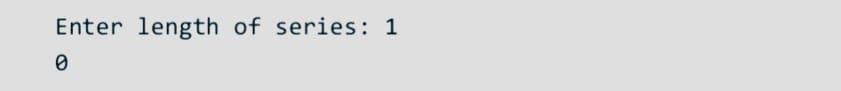 Enter length of series: 1
0